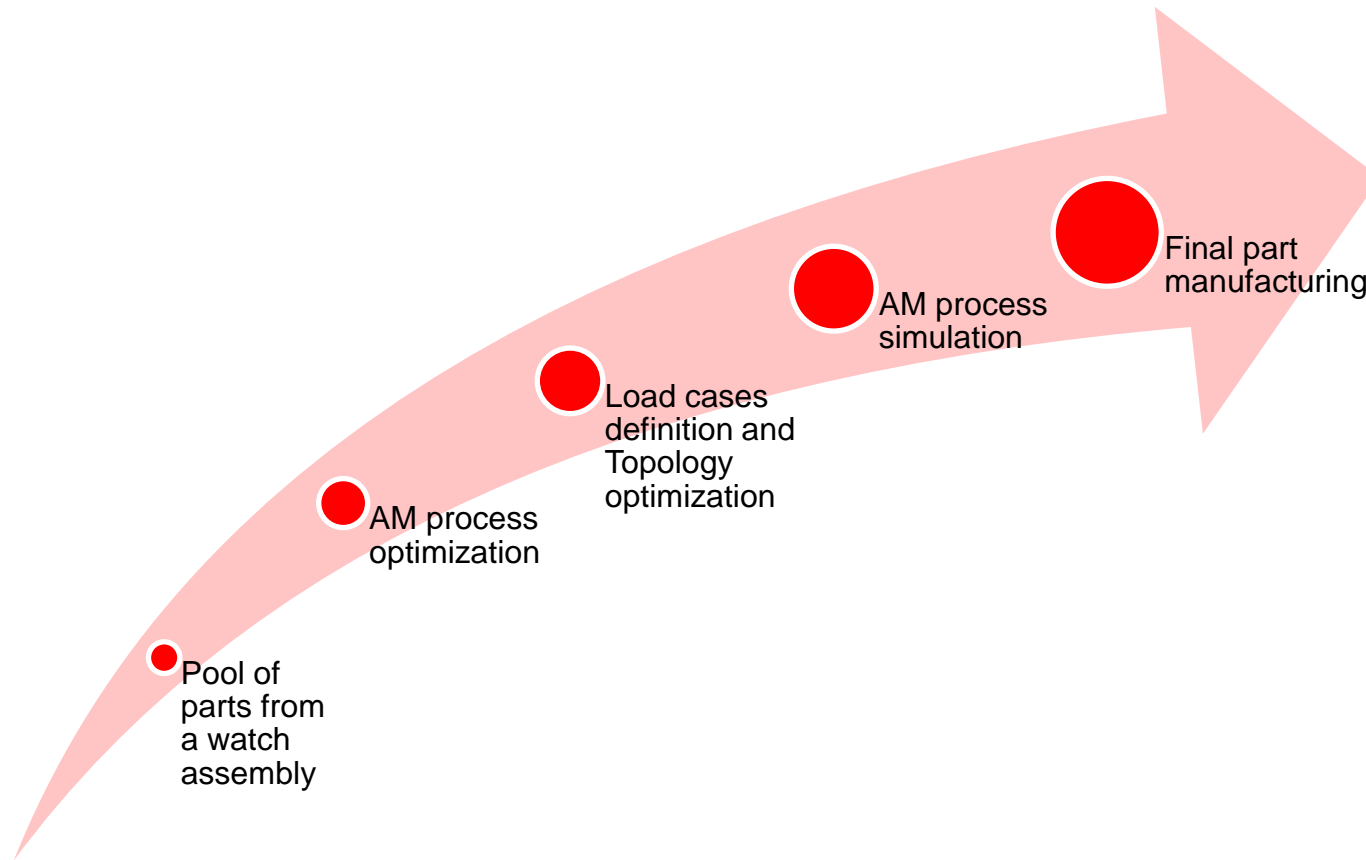 Pool of
parts from
a watch
assembly
AM process
optimization
Load cases
definition and
Topology
optimization
AM process
simulation
Final part
manufacturing